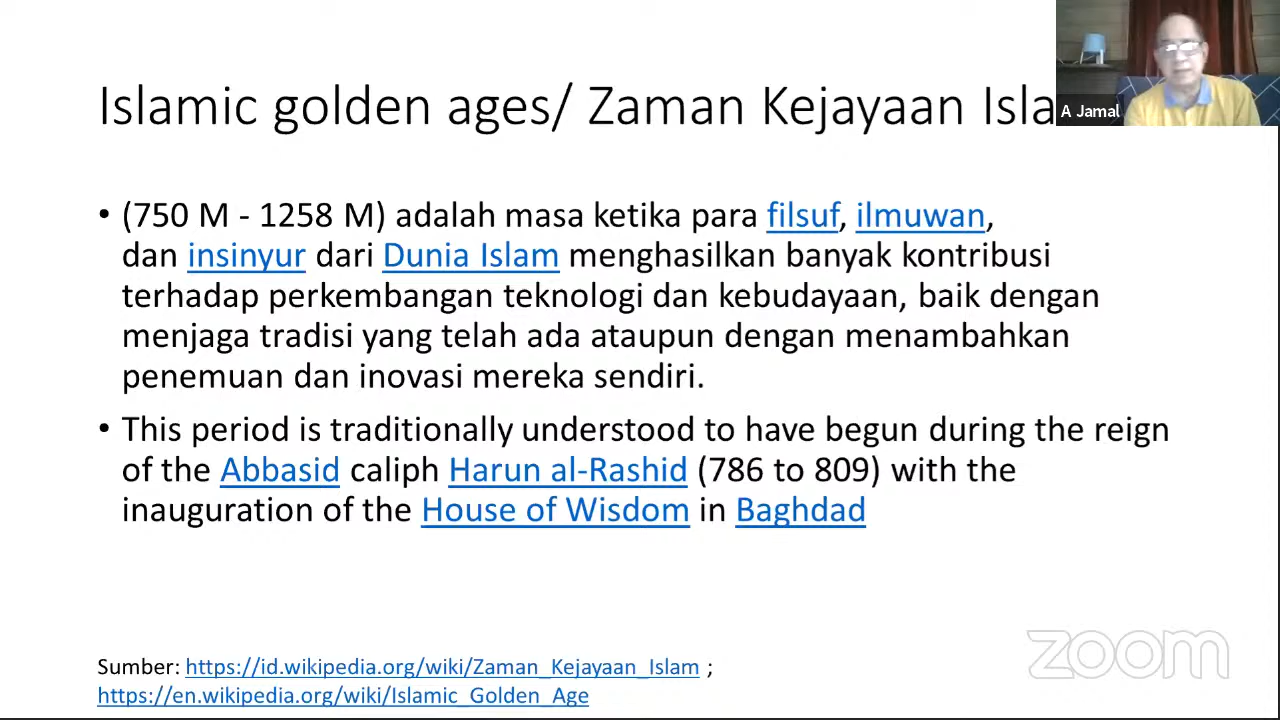 Islamic golden ages/ Zaman Kejayaan
A Jamal
• (750 M - 1258 M) adalah masa ketika para filsuf, ilmuwan,
dan insinyur dari Dunia Islam menghasilkan banyak kontribusi
terhadap perkembangan teknologi dan kebudayaan, baik dengan
menjaga tradisi yang telah ada ataupun dengan menambahkan
penemuan dan inovasi mereka sendiri.
• This period is traditionally understood to have begun during the reign
of the Abbasid caliph Harun al-Rashid (786 to 809) with the
inauguration of the House of Wisdom in Baghdad
zoom
Sumber: https://id.wikipedia.org/wiki/Zaman_Kejayaan_Islam ;
https://en.wikipedia.org/wiki/Islamic_Golden_Age